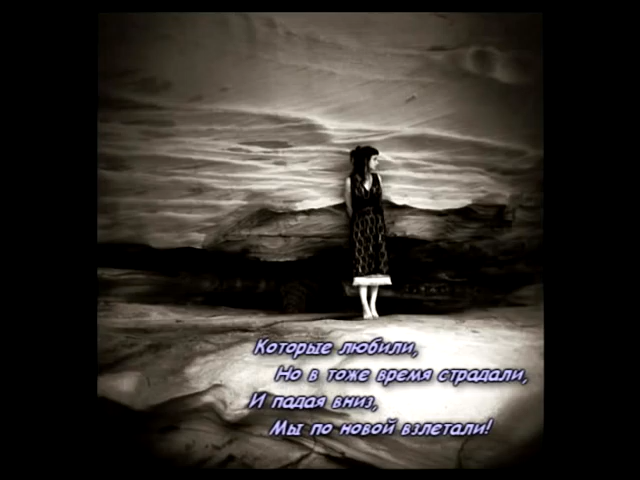 Которые любили,
Но в тоже время страдали,
И падая вниз,
Мы по новой взлетали!